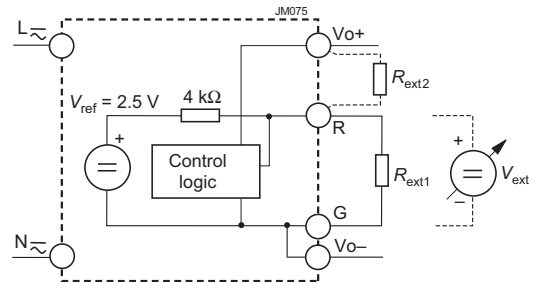 JM075
L
Vo+
Rext2
Vref = 2.5 V
4 kΩ
R
+
+
Control
logic
Rext1
Vext
–
G
N
Vo–